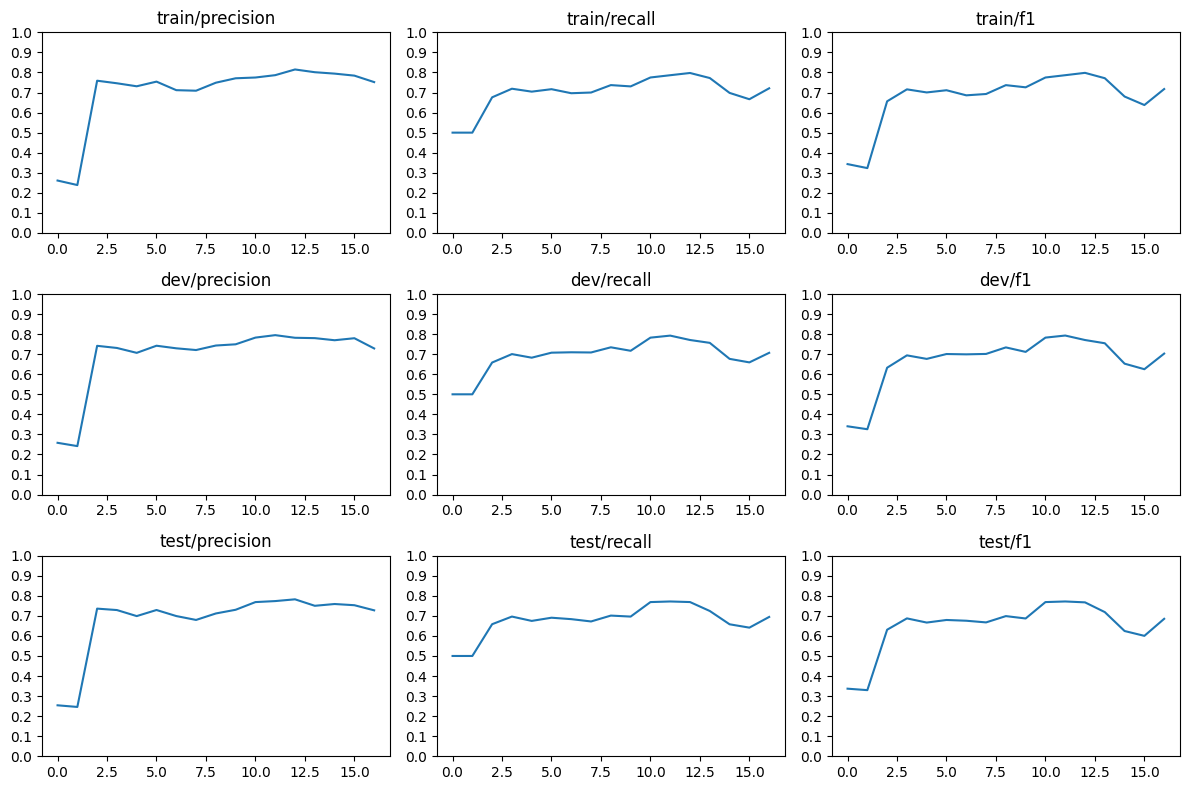 train/precision train/recall train/f1
1.0 1.0 1.0
0.9 0.9 0.9
0.8 0.8 0.8
0.7 0.7 0.7
0.6 0.6 0.6
0.5 0.5 0.5
0.4 0.4 0.4
0.3 0.3 0.3
0.2 0.2 0.2
0.1 0.1 0.1
0.0 0.0 0.0
0.0 2.5 5.0 7.5 10.0 12.5 15.0 0.0 2.5 5.0 7.5 10.0 12.5 15.0 0.0 2.5 5.0 7.5 10.0 12.5 15.0
dev/precision dev/recall dev/f1
1.0 1.0 1.0
0.9 0.9 0.9
0.8 0.8 0.8
0.7 0.7 0.7
0.6 0.6 0.6
0.5 0.5 0.5
0.4 0.4 0.4
0.3 0.3 0.3
0.2 0.2 0.2
0.1 0.1 0.1
0.0 0.0 0.0
0.0 2.5 5.0 7.5 10.0 12.5 15.0 0.0 2.5 5.0 7.5 10.0 12.5 15.0 0.0 2.5 5.0 7.5 10.0 12.5 15.0
test/precision test/recall test/f1
1.0 1.0 1.0
0.9 0.9 0.9
0.8 0.8 0.8
0.7 0.7 0.7
0.6 0.6 0.6
0.5 0.5 0.5
0.4 0.4 0.4
0.3 0.3 0.3
0.2 0.2 0.2
0.1 0.1 0.1
0.0 0.0 0.0
0.0 2.5 5.0 7.5 10.0 12.5 15.0 0.0 2.5 5.0 7.5 10.0 12.5 15.0 0.0 2.5 5.0 7.5 10.0 12.5 15.0